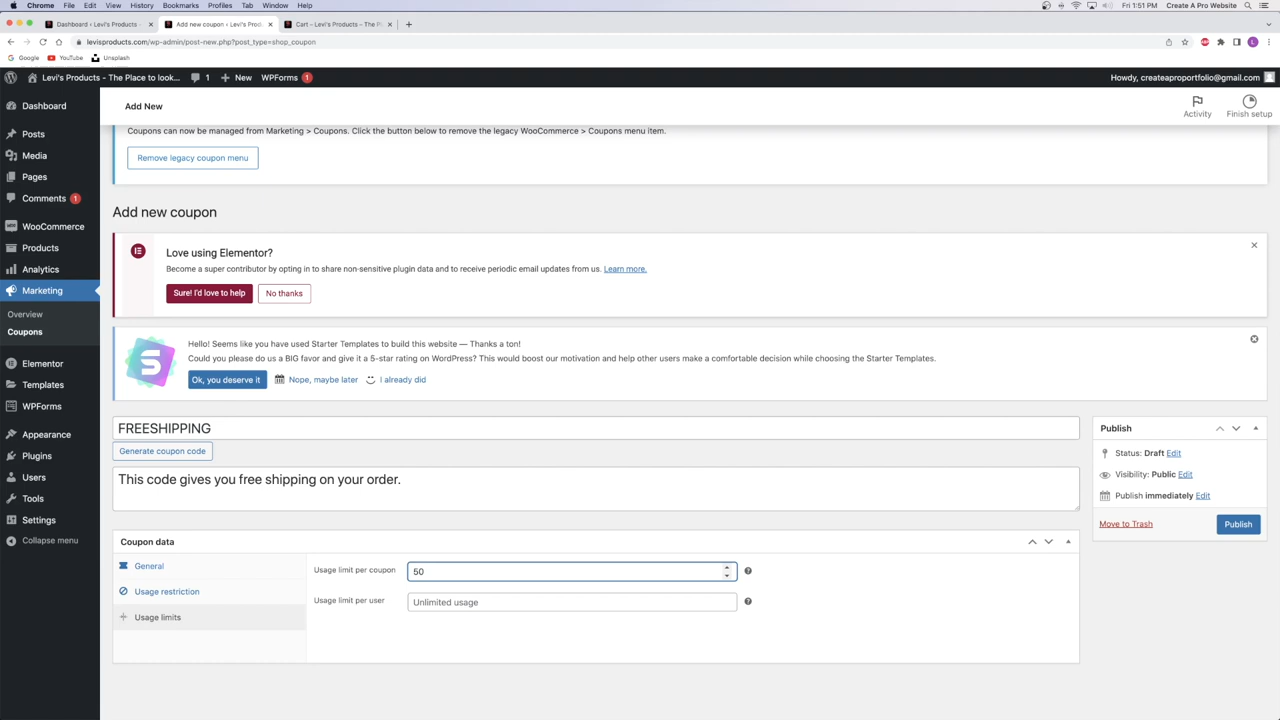 Chrome File Edit View History Bookmarks Profiles Tab Window Help Fri 1:51 PM Create A Pro Website
Dashboard ‹ Levi's Products - × Add new coupon ‹ Levi's Produc × Cart – Levi's Products – The Pl × +
levisproducts.com/wp-admin/post-new.php?post_type=shop_coupon
Google YouTube Unsplash
Levi's Products - The Place to look... 1 + New WPForms 1 Howdy, createaproportfolio@gmail.com
Dashboard
Posts
Media
Pages
Comments 1
WooCommerce
Products
Analytics
Marketing
Overview
Coupons
Elementor
Templates
WPForms
Appearance
Plugins
Users
Tools
Settings
Collapse menu
Add New
Activity
Finish setup
Coupons can now be managed from Marketing > Coupons. Click the button below to remove the legacy WooCommerce > Coupons menu item.
Remove legacy coupon menu
Add new coupon
Love using Elementor?
Become a super contributor by opting in to share non-sensitive plugin data and to receive periodic email updates from us. Learn more.
Sure! I'd love to help No thanks
Hello! Seems like you have used Starter Templates to build this website — Thanks a ton!
Could you please do us a BIG favor and give it a 5-star rating on WordPress? This would boost our motivation and help other users make a comfortable decision while choosing the Starter Templates.
Ok, you deserve it Nope, maybe later I already did
FREESHIPPING
Generate coupon code
This code gives you free shipping on your order.
Coupon data
General
Usage restriction
Usage limits
Usage limit per coupon 50
Usage limit per user Unlimited usage
Publish
Status: Draft Edit
Visibility: Public Edit
Publish immediately Edit
Move to Trash Publish